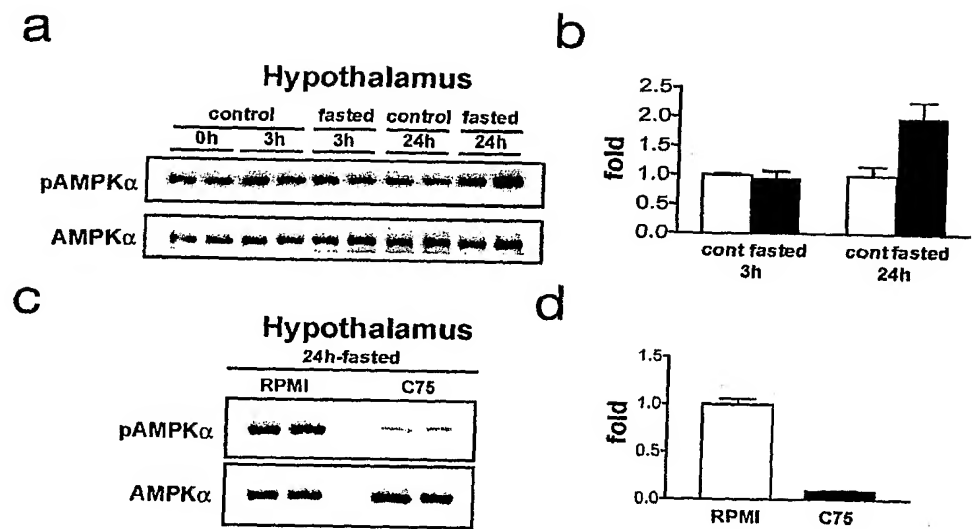 a
Hypothalamus
control fasted control fasted
0h 3h 3h 24h 24h
pAMPKα
AMPKα
b
fold
2.5
2.0
1.5
1.0
0.5
0.0
cont fasted cont fasted
3h 24h
c
Hypothalamus
24h-fasted
RPMI C75
pAMPKα
AMPKα
d
fold
1.5
1.0
0.5
0.0
RPMI C75